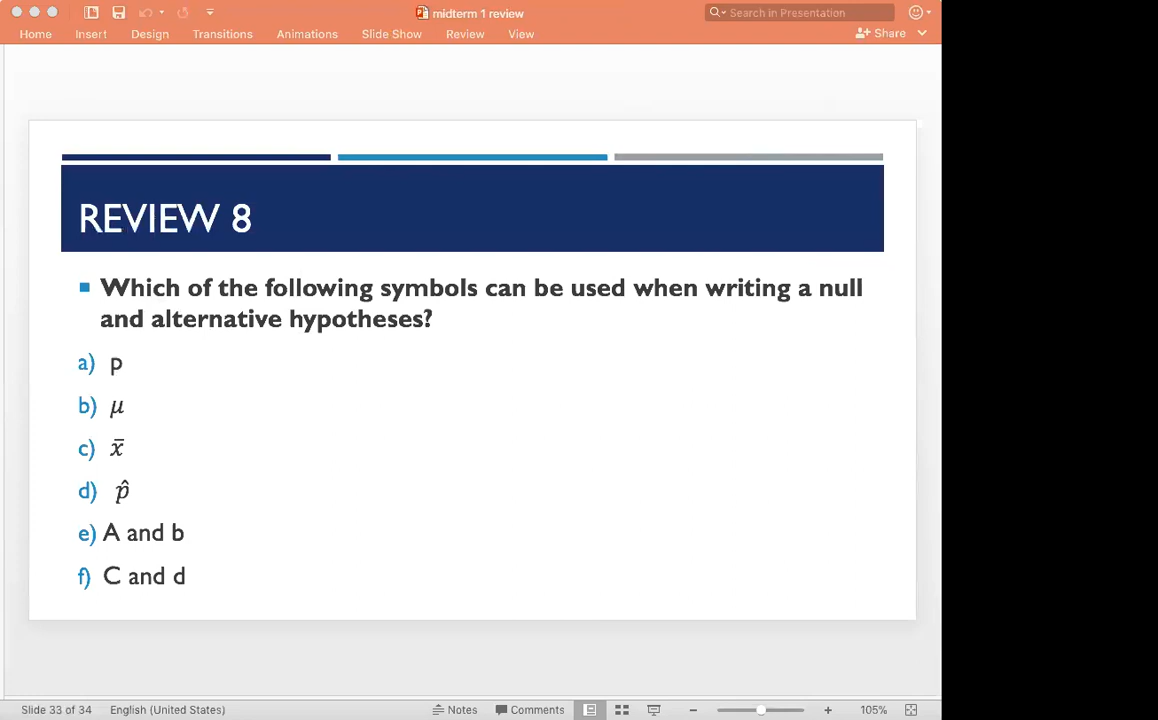 midterm 1 review
Search in Presentation
Home Insert Design Transitions Animations Slide Show Review View
Share
REVIEW 8
Which of the following symbols can be used when writing a null
and alternative hypotheses?
a) p
b) μ
c) x̄
d) p̂
e) A and b
f) C and d
Slide 33 of 34 English (United States) Notes Comments 105%